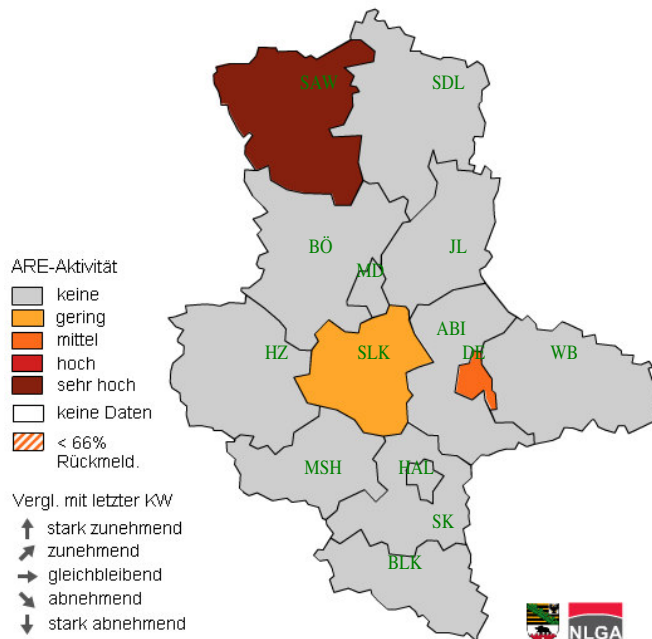 SAW
SDL
BÖ
JL
MD
ARE-Aktivität
keine
gering
mittel
hoch
sehr hoch
keine Daten
< 66%
Rückmeld.
HZ
SLK
ABI
DE
WB
MSH
HAL
SK
BLK
Vergl. mit letzter KW
stark zunehmend
zunehmend
gleichbleibend
abnehmend
stark abnehmend
NLGA